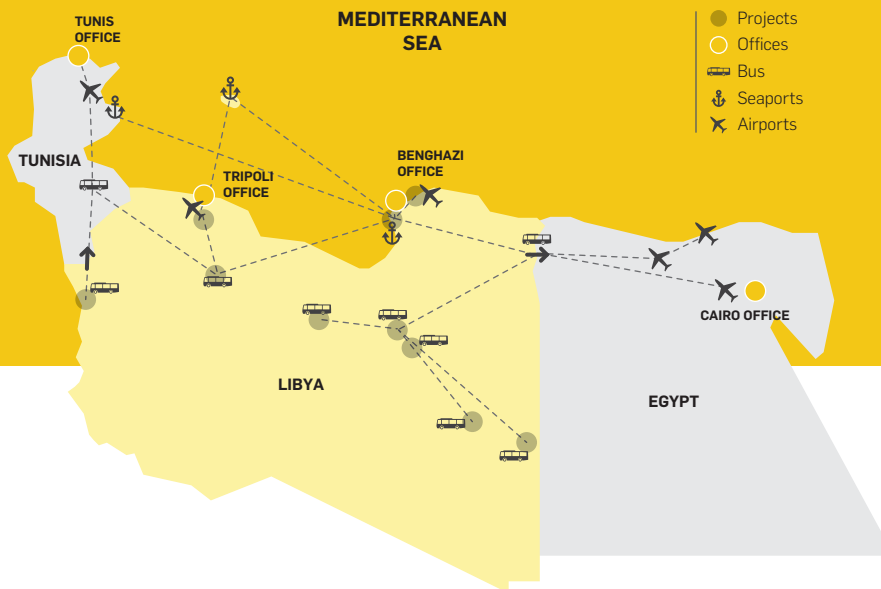 MEDITERRANEAN
SEA
TUNIS
OFFICE
Projects
Offices
Bus
Seaports
Airports
TUNISIA
TRIPOLI
OFFICE
BENGHAZI
OFFICE
CAIRO OFFICE
LIBYA
EGYPT